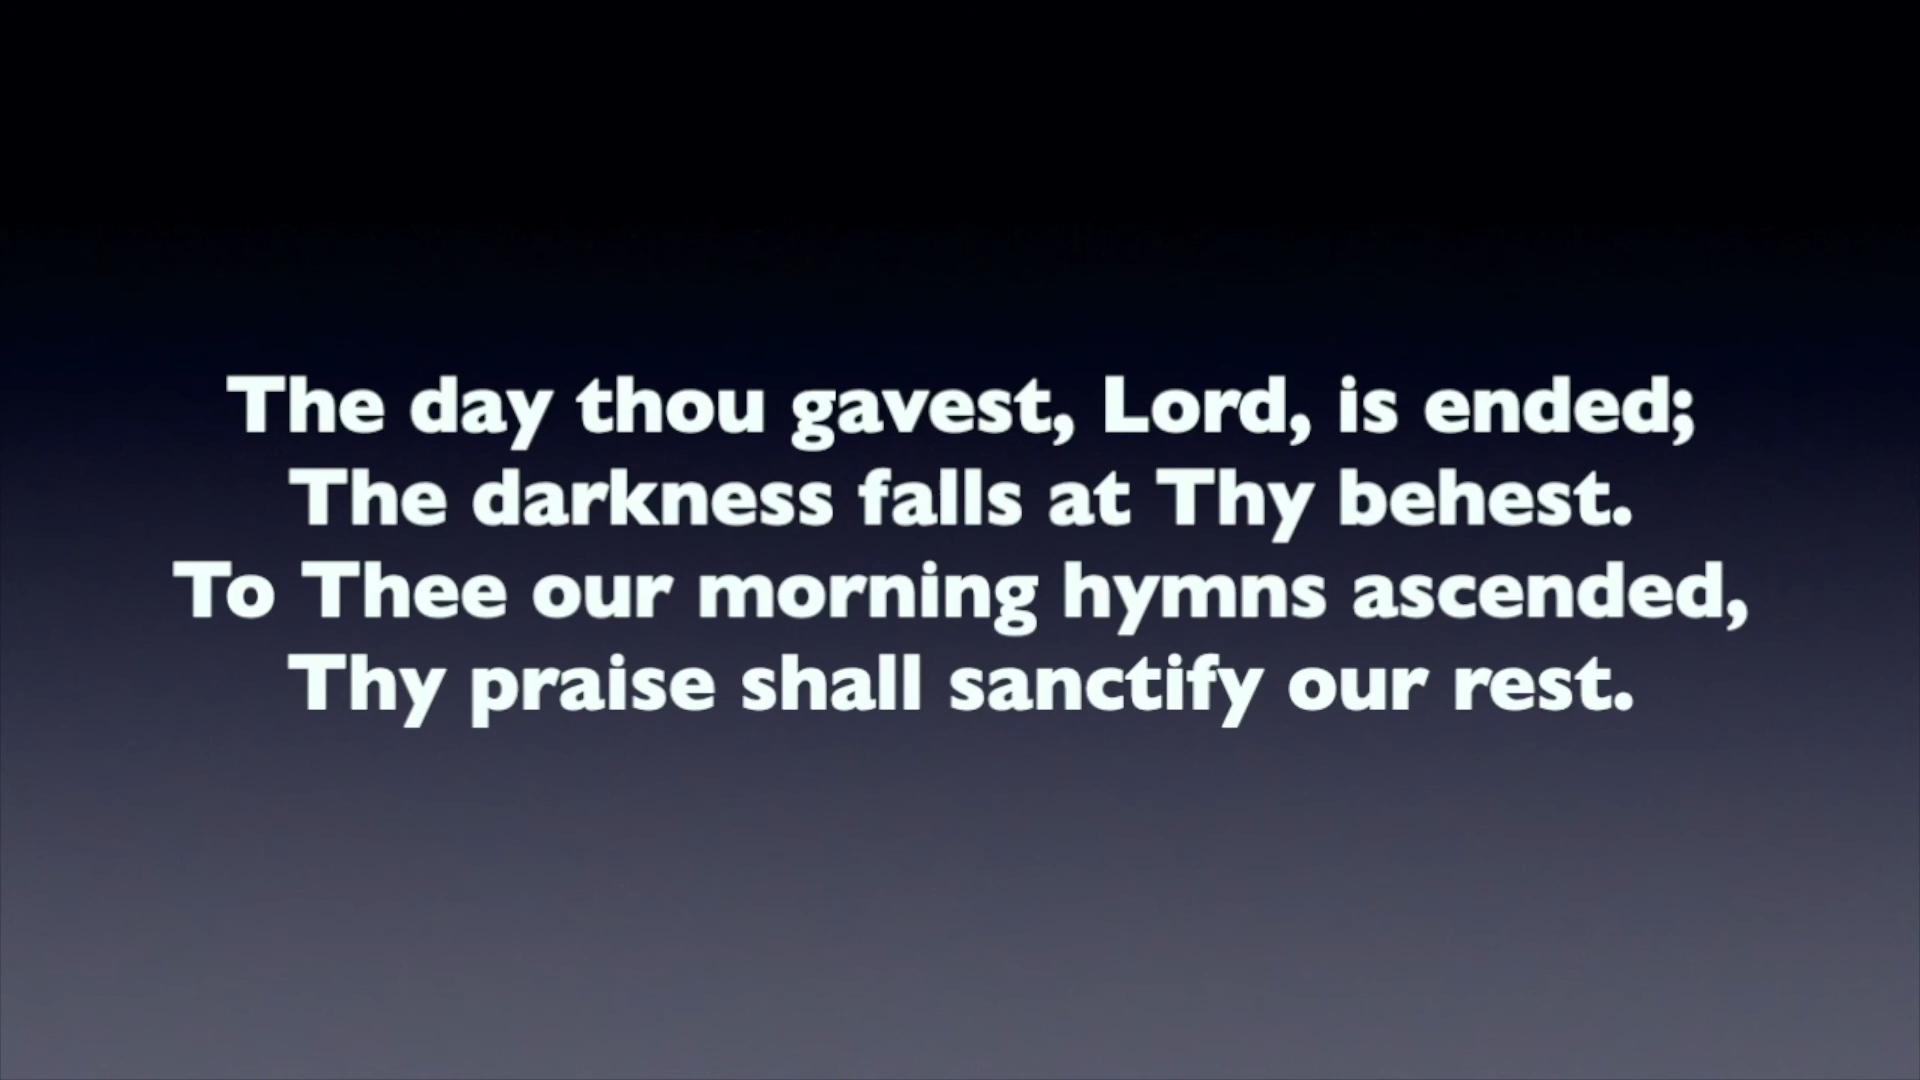 The day thou gavest, Lord, is ended;
The darkness falls at Thy behest.
To Thee our morning hymns ascended,
Thy praise shall sanctify our rest.